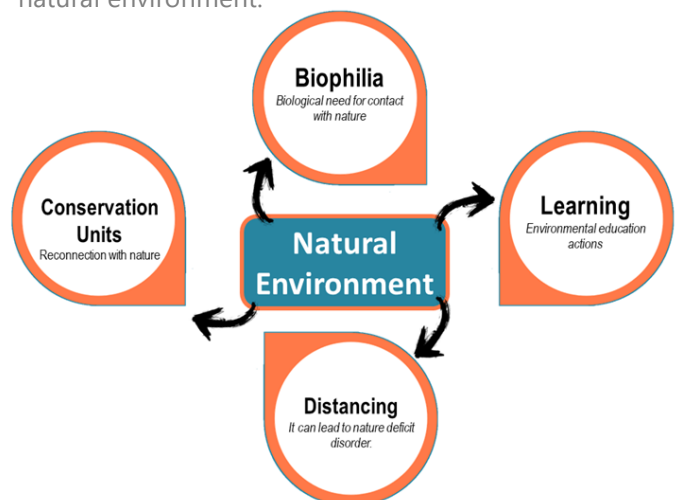 natural environment.
Biophilia
Biological need for contact
with nature
Conservation
Units
Reconnection with nature
Natural
Environment
Learning
Environmental education
actions
Distancing
It can lead to nature deficit
disorder.